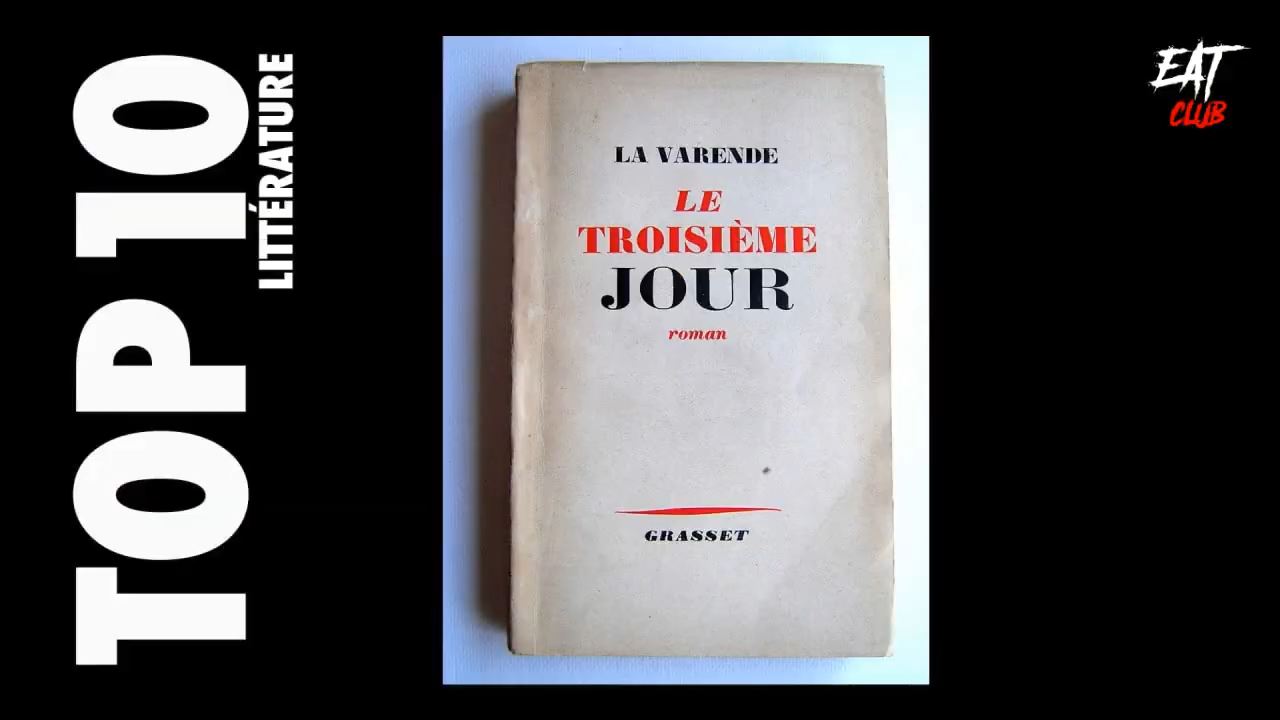 TOP 10
LITTÉRATURE
LA VARENDE
LE
TROISIÈME
JOUR
roman
GRASSET
EAT
CLUB